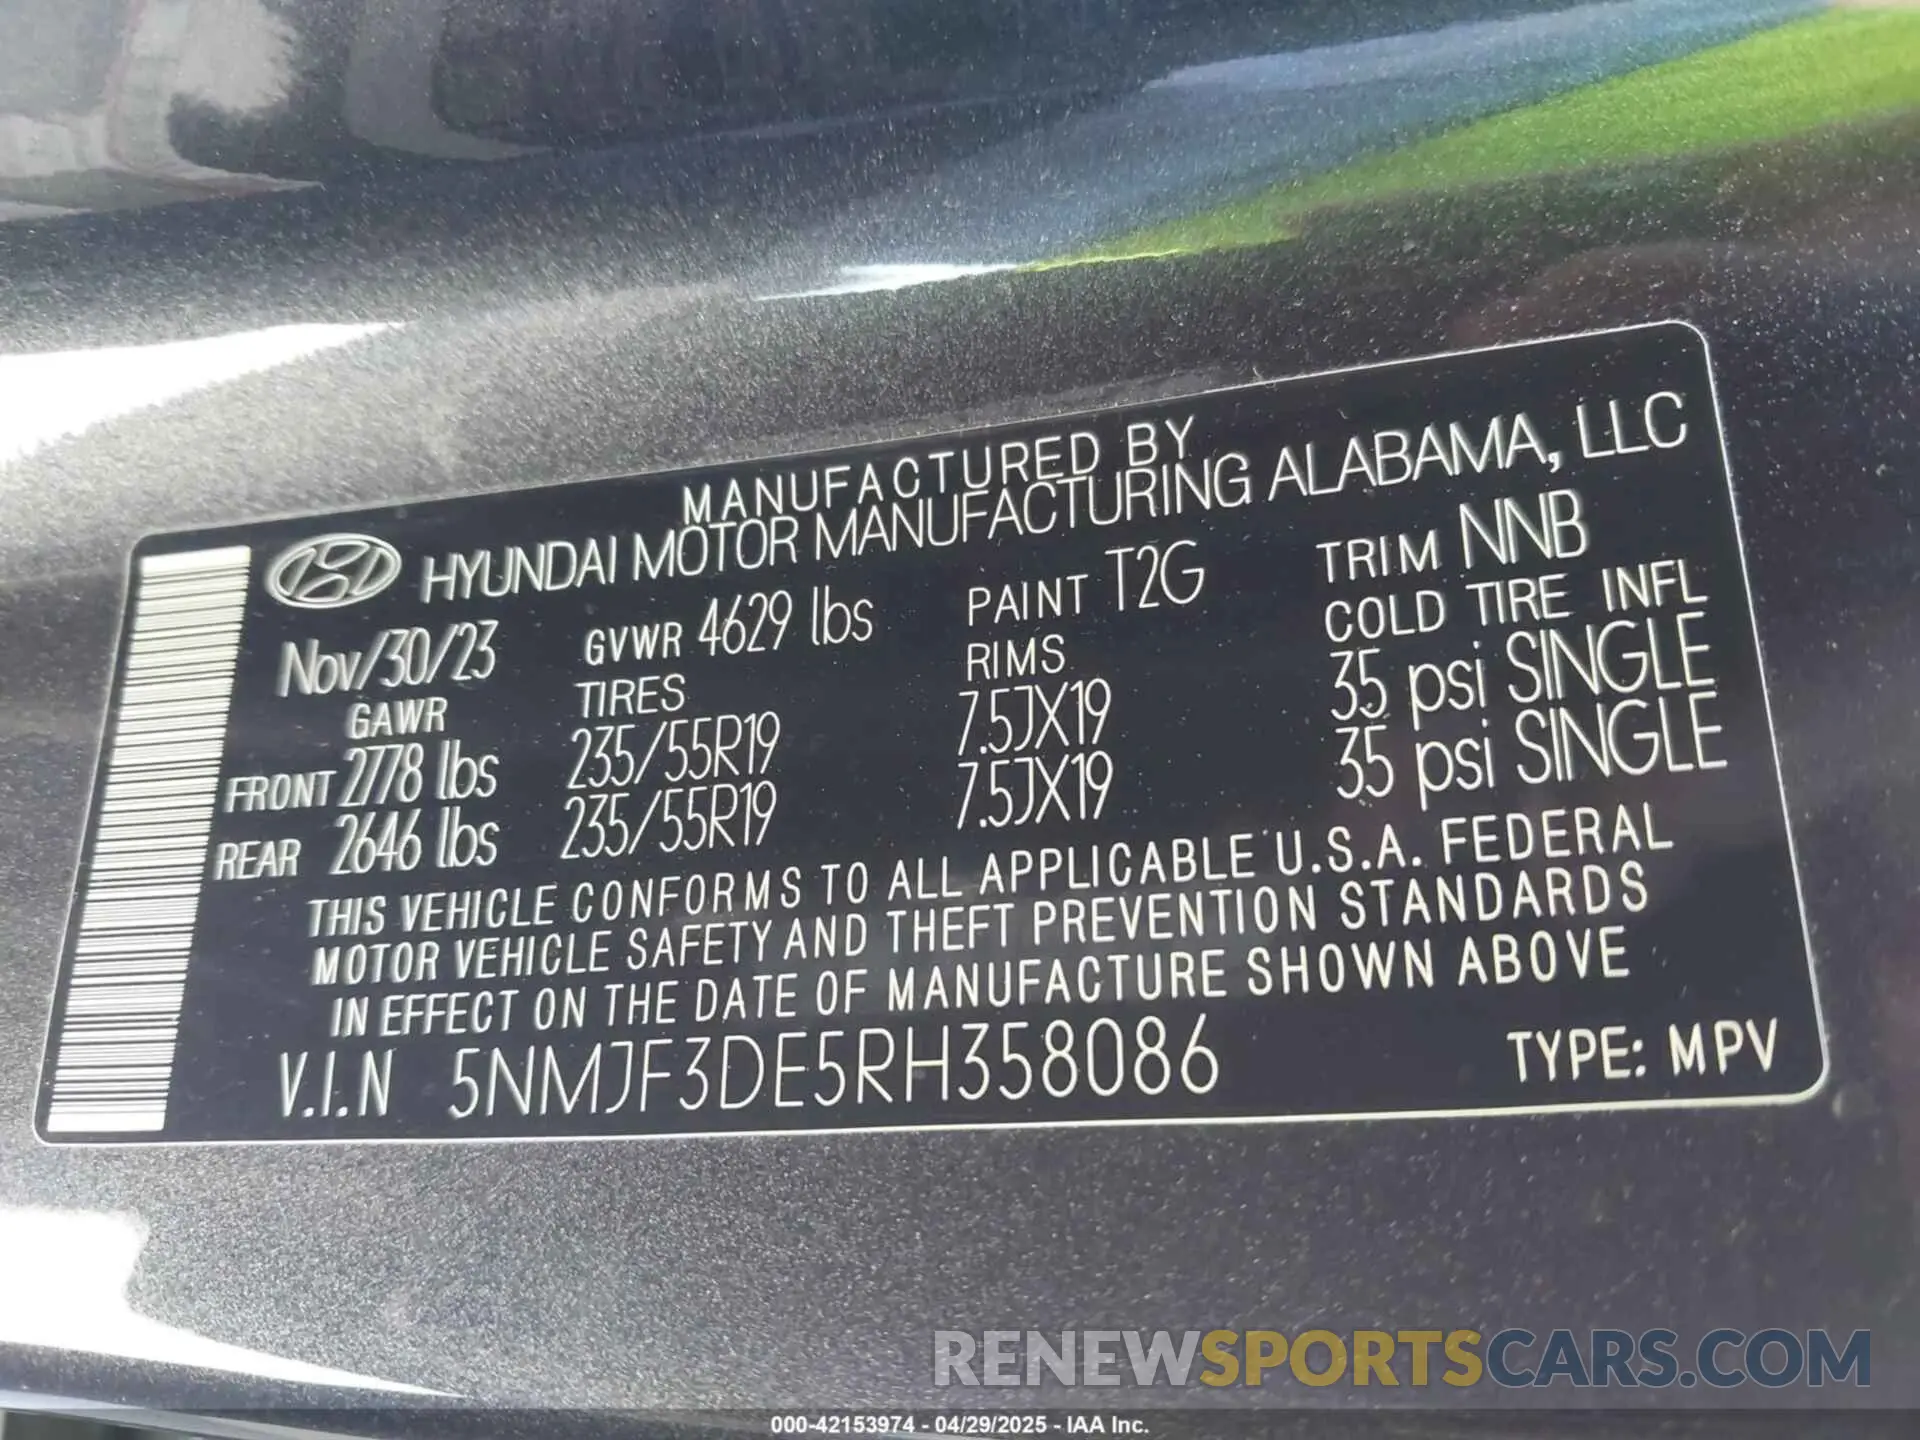 MANUFACTURED BY
HYUNDAI MOTOR MANUFACTURING ALABAMA, LLC
Nov/30/23 GVWR 4629 lbs PAINT T2G TRIM NNB
GAWR TIRES RIMS COLD TIRE INFL
FRONT 2778 lbs 235/55R19 7.5JX19 35 psi SINGLE
REAR 2646 lbs 235/55R19 7.5JX19 35 psi SINGLE
THIS VEHICLE CONFORMS TO ALL APPLICABLE U.S.A. FEDERAL
MOTOR VEHICLE SAFETY AND THEFT PREVENTION STANDARDS
IN EFFECT ON THE DATE OF MANUFACTURE SHOWN ABOVE
V.I.N 5NMJF3DE5RH358086 TYPE: MPV
RENEWSPORTSCARS.COM
000-42153974 - 04/29/2025 - IAA Inc.